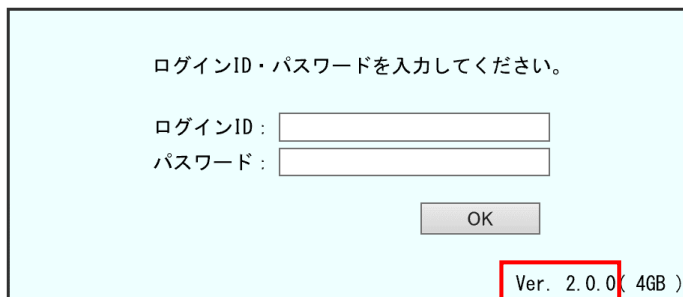 ログインID・パスワードを入力してください。
ログインID：
パスワード：
OK
Ver. 2.0.0( 4GB )